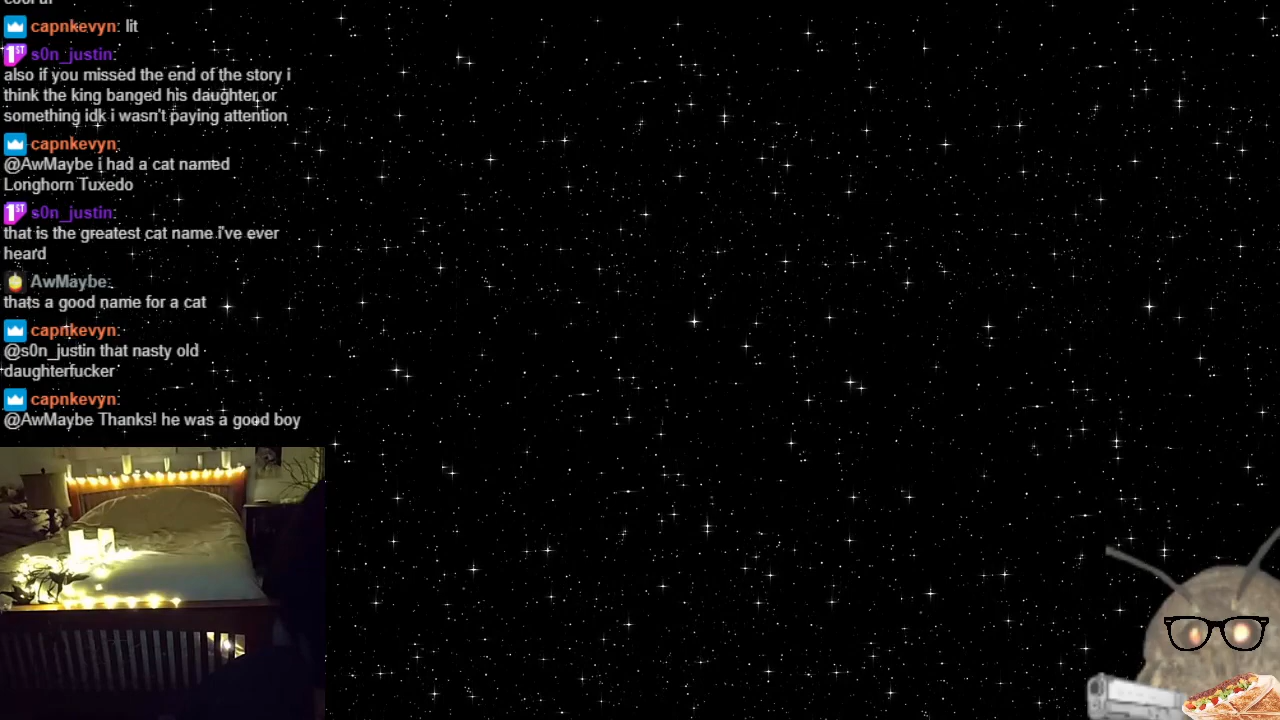 capnkevyn: lit
1ST s0n_justin:
also if you missed the end of the story i
think the king banged his daughter or
something idk i wasn't paying attention
capnkevyn:
@AwMaybe i had a cat named
Longhorn Tuxedo
1ST s0n_justin:
that is the greatest cat name i've ever
heard
AwMaybe:
thats a good name for a cat
capnkevyn:
@s0n_justin that nasty old
daughterfucker
capnkevyn:
@AwMaybe Thanks! he was a good boy